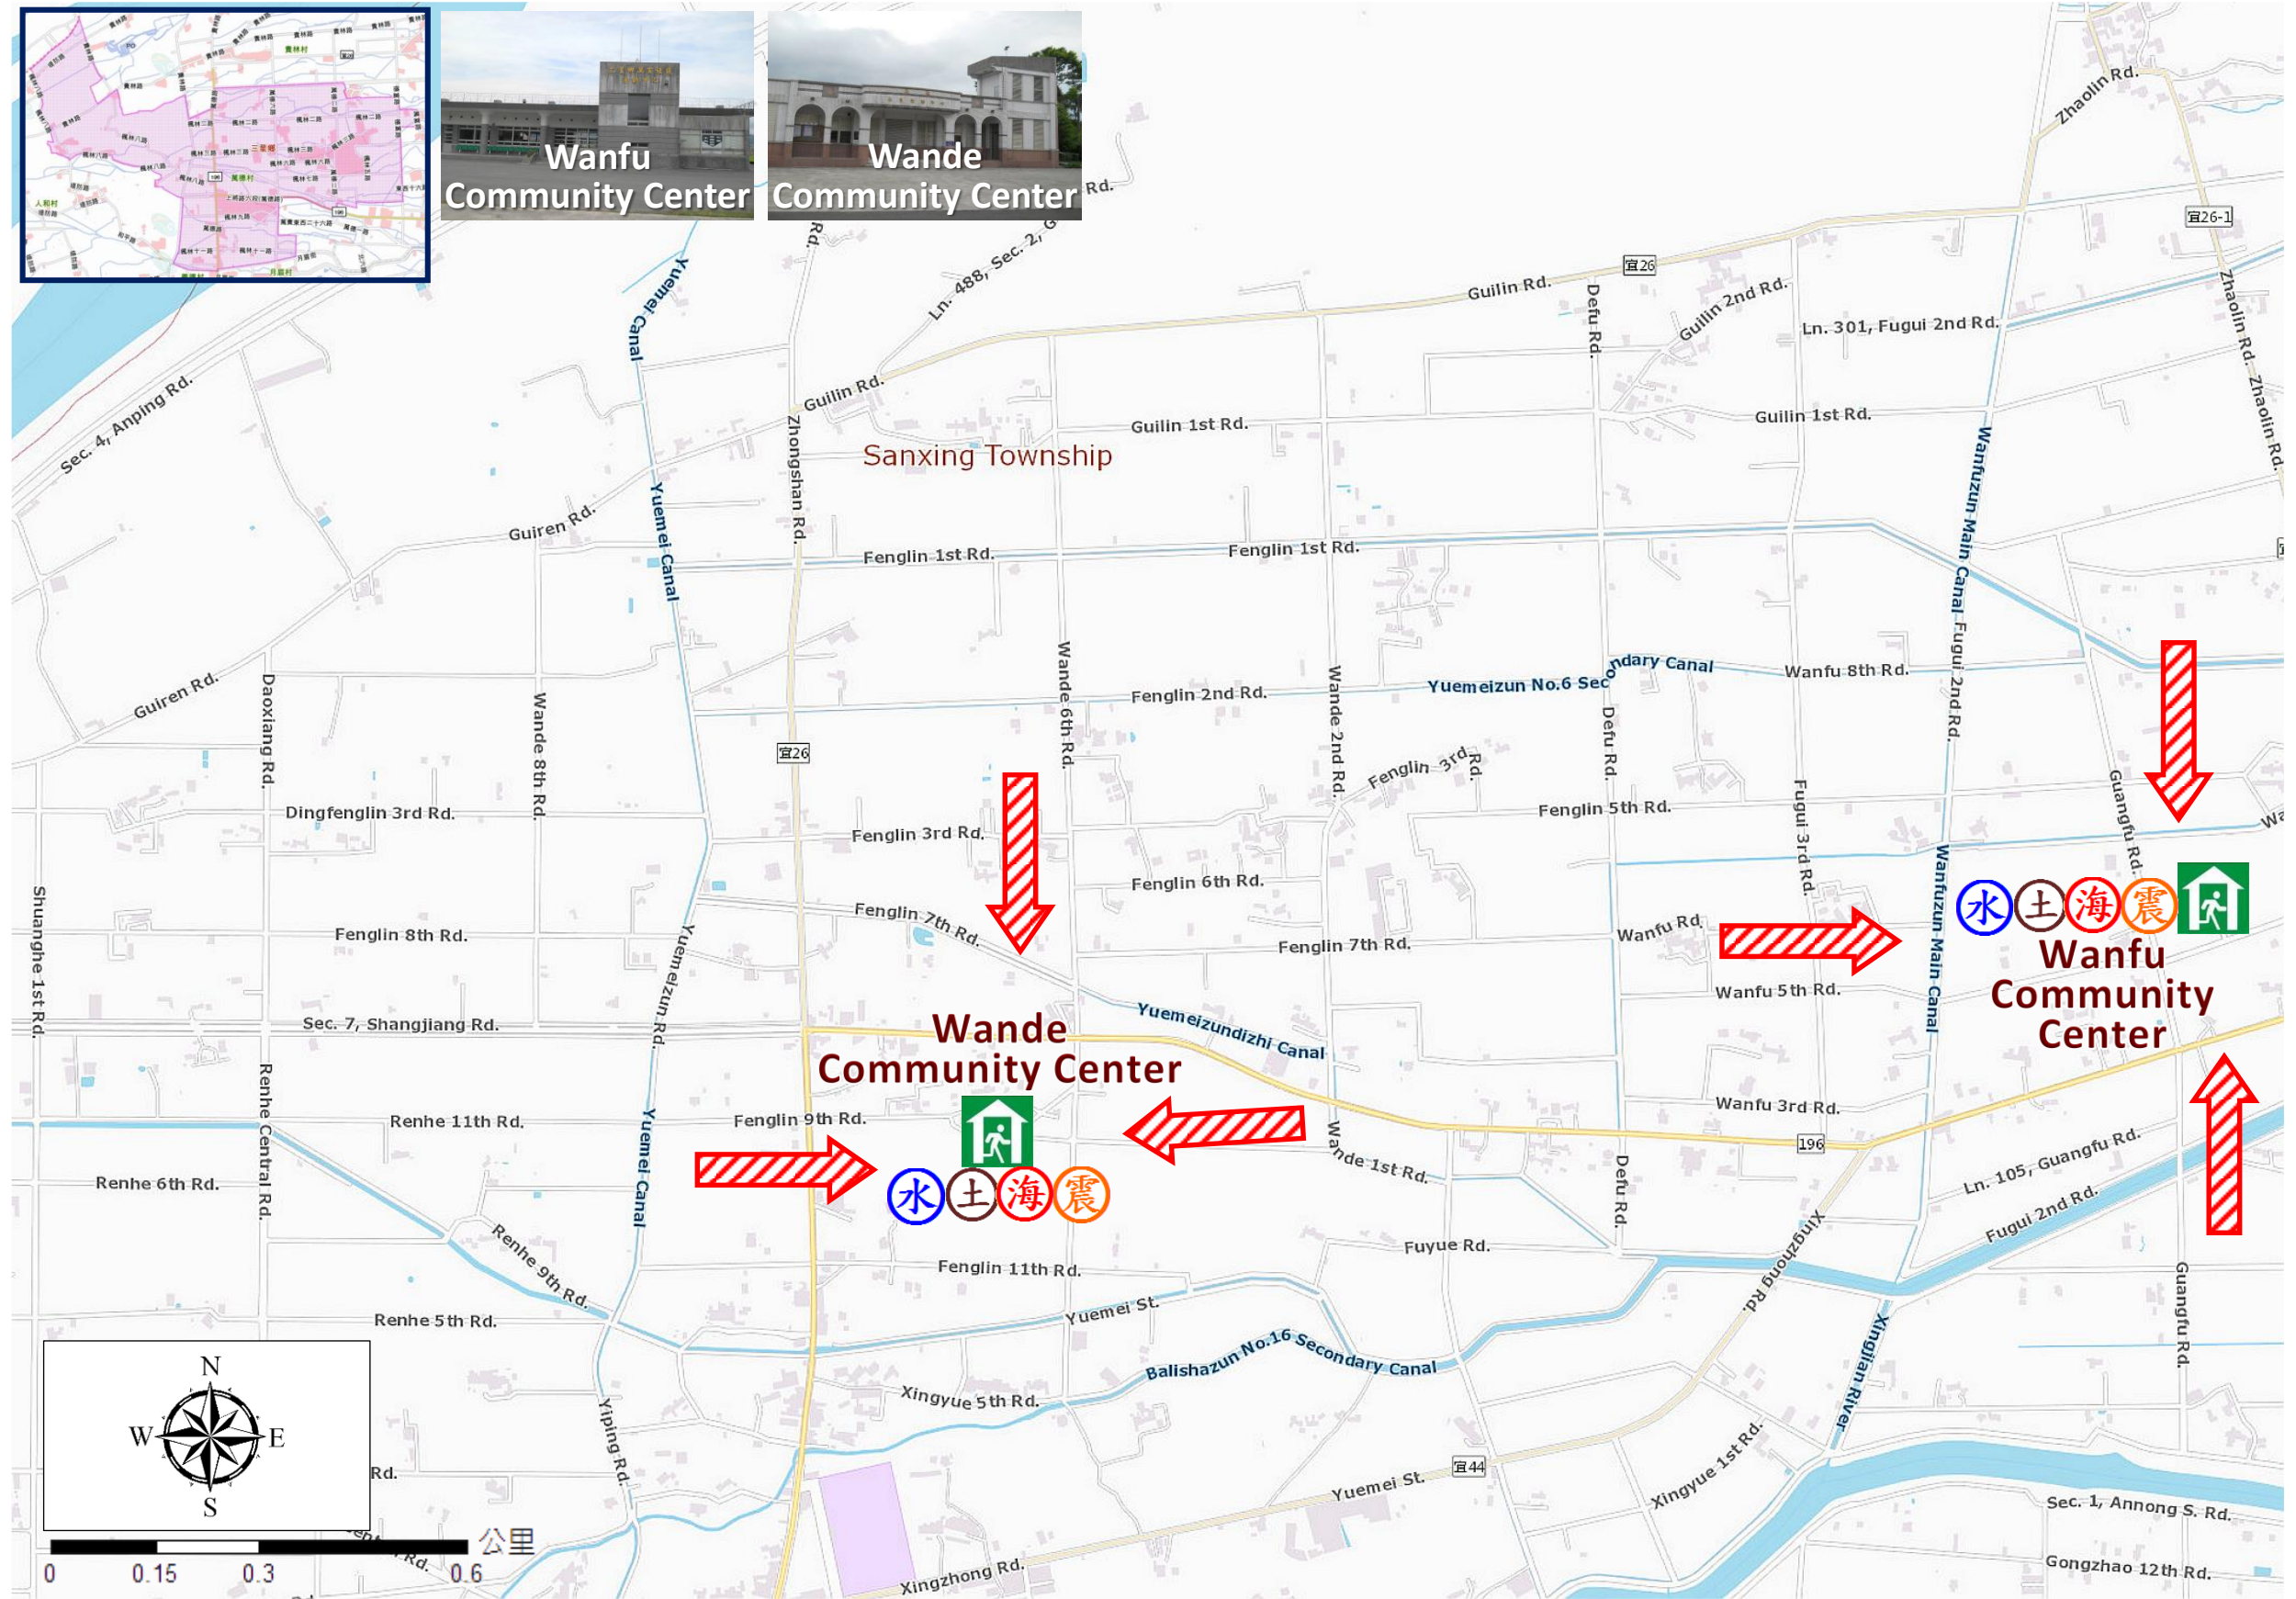 Wanfu
Community Center
Wande
Community Center
Rd.
Zhaolin Rd.
宜26-1
Yuemei Canal
Rd.
Ln. 488, Sec. 2, G
Guilin Rd.
宜26
Defu Rd.
Guilin 2nd Rd.
Ln. 301, Fugui 2nd Rd.
Zhaolin Rd.
Zhaolin Rd.
Sec. 4, Anping Rd.
Guilin Rd.
Zhongshan Rd.
Guilin 1st Rd.
Guilin 1st Rd.
Sanxing Township
Wanfuzun Main Canal
Yuemei Canal
Guiren Rd.
Fenglin 1st Rd.
Fenglin 1st Rd.
Fugui 2nd Rd.
Guiren Rd.
Daoxiang Rd.
Wande 8th Rd.
宜26
Wande 6th Rd.
Fenglin 2nd Rd.
Wande 2nd Rd.
Yuemeizun No.6 Secondary Canal
Defu Rd.
Wanfu 8th Rd.
Fenglin 3rd Rd.
Fugui 3rd Rd.
Guangfu Rd.
Dingfenglin 3rd Rd.
Fenglin 3rd Rd.
Fenglin 5th Rd.
Wa
Shuanghe 1st Rd.
Fenglin 6th Rd.
Fenglin 7th Rd.
Fenglin 8th Rd.
Yuemeizun Rd.
Fenglin 7th Rd.
Wanfu Rd.
Wanfuzun Main Canal
水 土 海 震
Wanfu
Community
Center
Wanfu 5th Rd.
Sec. 7, Shangjiang Rd.
Wande
Community Center
Yuemeizundizhi Canal
Renhe Central Rd.
Renhe 11th Rd.
Yuemei Canal
Fenglin 9th Rd.
Wanfu 3rd Rd.
196
Wande 1st Rd.
Defu Rd.
Ln. 105, Guangfu Rd.
Renhe 6th Rd.
水 土 海 震
Fugui 2nd Rd.
Renhe 9th Rd.
Fenglin 11th Rd.
Fuyue Rd.
Xingzhong Rd.
Guangfu Rd.
Renhe 5th Rd.
Yuemei St.
Balishazun No.16 Secondary Canal
Xingjian River
Xingyue 5th Rd.
Yiping Rd.
N
W
E
S
Rd.
宜44
Yuemei St.
Xingyue 1st Rd.
Sec. 1, Annong S. Rd.
Rd.
公里
0 0.15 0.3 0.6
Xingzhong Rd.
Gongzhao 12th Rd.